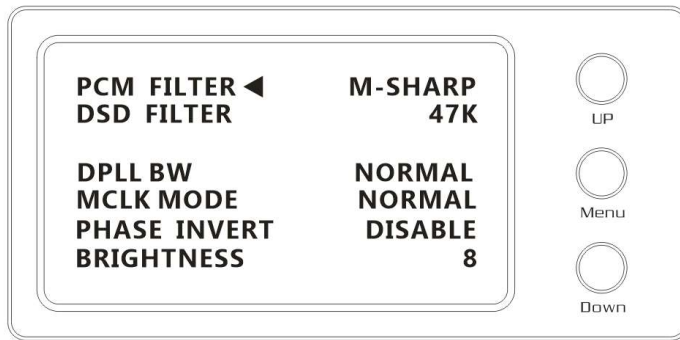 PCM FILTER ◀ M-SHARP
DSD FILTER 47K
DPLL BW NORMAL
MCLK MODE NORMAL
PHASE INVERT DISABLE
BRIGHTNESS 8
UP
Menu
Down